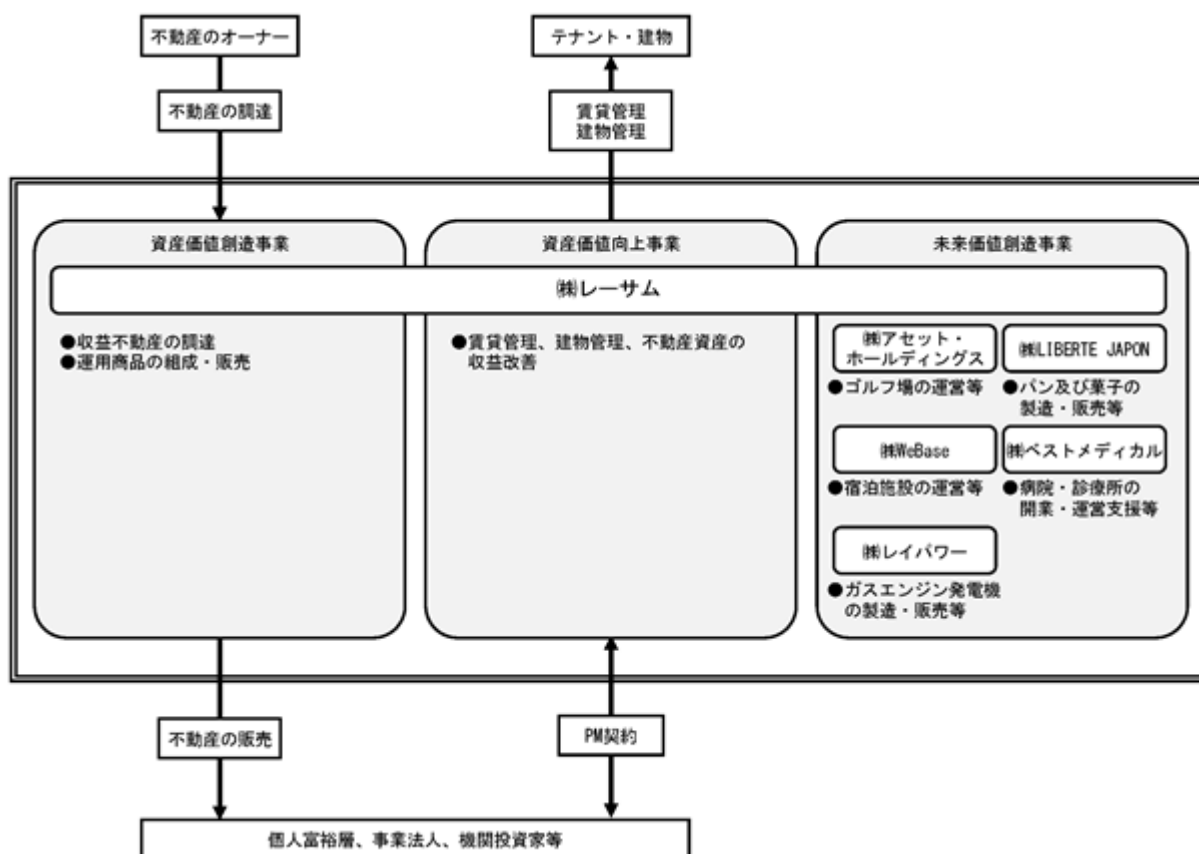 不動産のオーナー
テナント・建物
不動産の調達
賃貸管理
建物管理
資産価値創造事業
資産価値向上事業
未来価値創造事業
㈱レーサム
●収益不動産の調達
●運用商品の組成・販売
●賃貸管理、建物管理、不動産資産の
収益改善
㈱アセット・
ホールディングス
●ゴルフ場の運営等
㈱LIBERTE JAPON
●パン及び菓子の
製造・販売等
㈱WeBase
●宿泊施設の運営等
㈱ベストメディカル
●病院・診療所の
開業・運営支援等
㈱レイパワー
●ガスエンジン発電機
の製造・販売等
不動産の販売
PM契約
個人富裕層、事業法人、機関投資家等